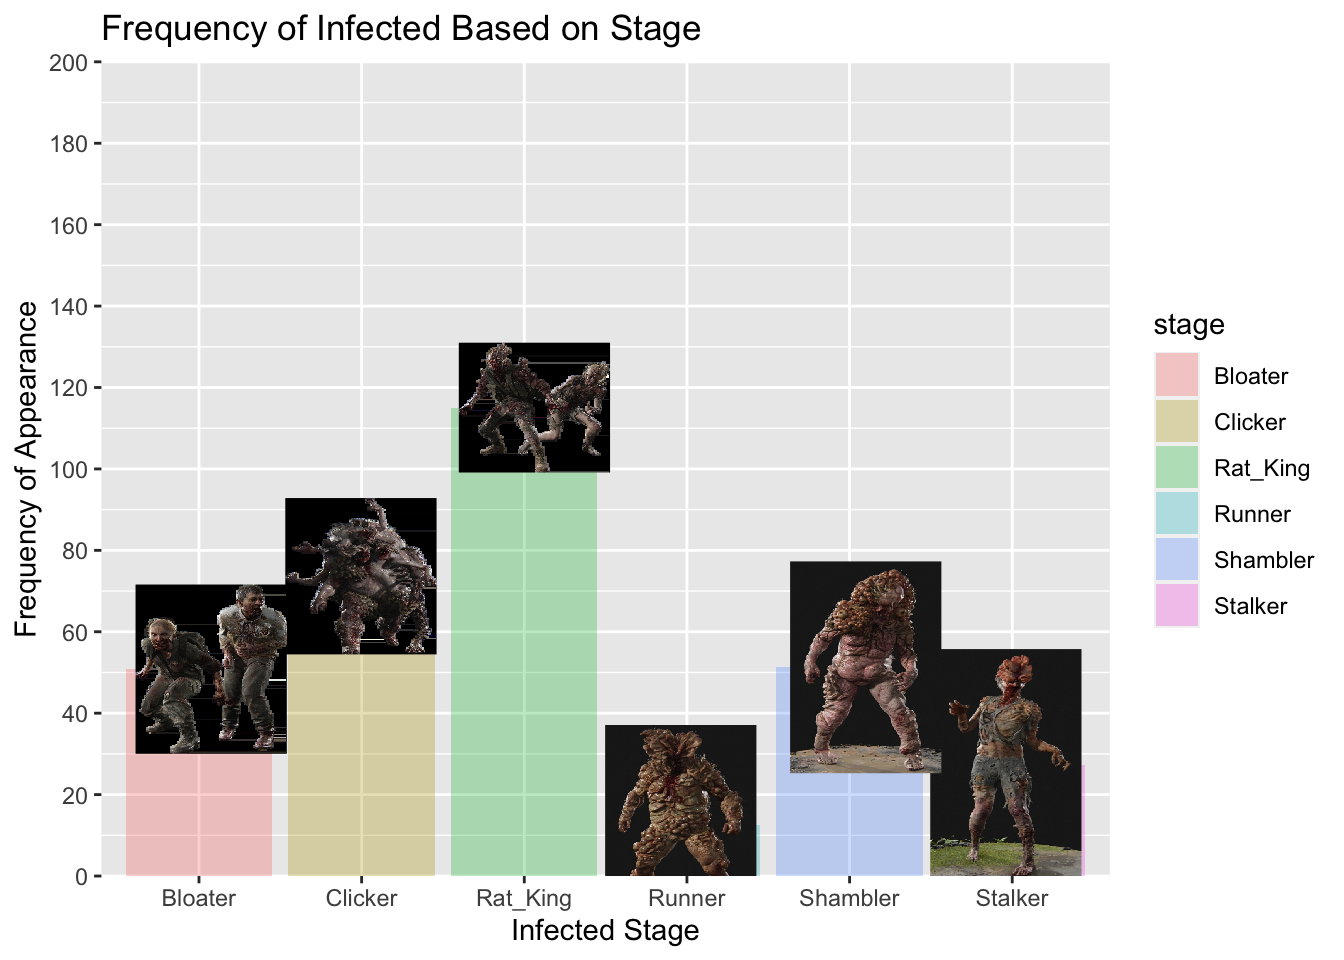 Frequency of Infected Based on Stage
200
180
160
140
120
100
80
60
40
20
0
Frequency of Appearance
Bloater Clicker Rat_King Runner Shambler Stalker
Infected Stage
stage
Bloater
Clicker
Rat_King
Runner
Shambler
Stalker